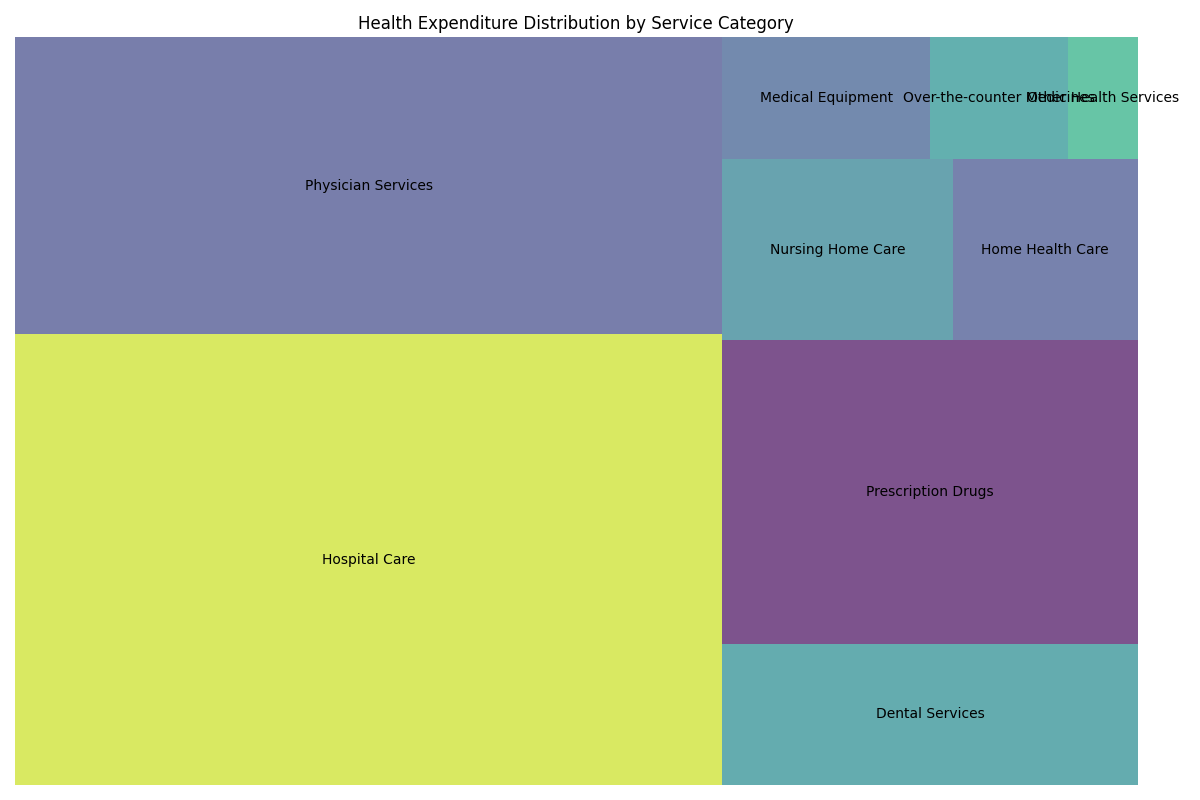 Health Expenditure Distribution by Service Category
Physician Services
Medical Equipment
Over-the-counter Medicines
Other Health Services
Nursing Home Care
Home Health Care
Prescription Drugs
Hospital Care
Dental Services